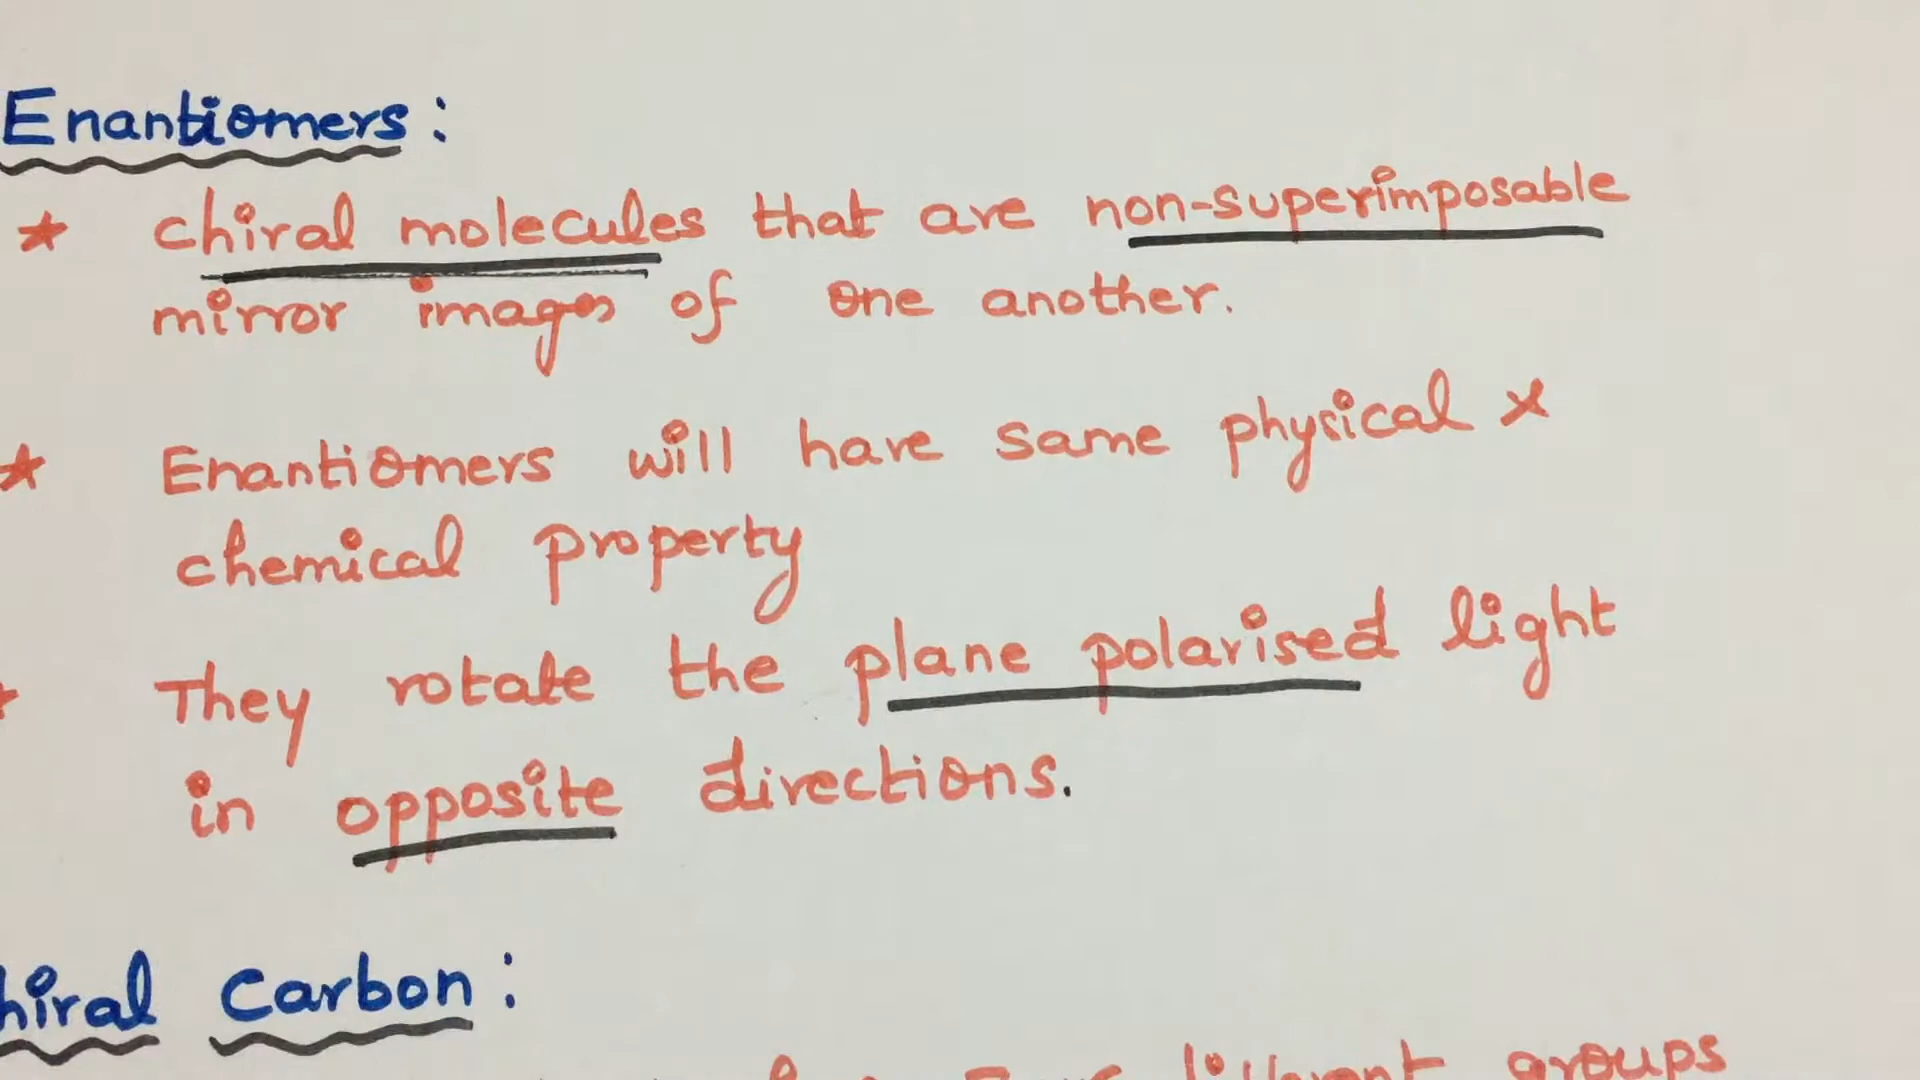 Enantiomers:
★ chiral molecules that are non-superimposable
mirror images of one another.
★ Enantiomers will have same physical &
chemical property
★ They rotate the plane polarised light
in opposite directions.
hiral Carbon:
groups